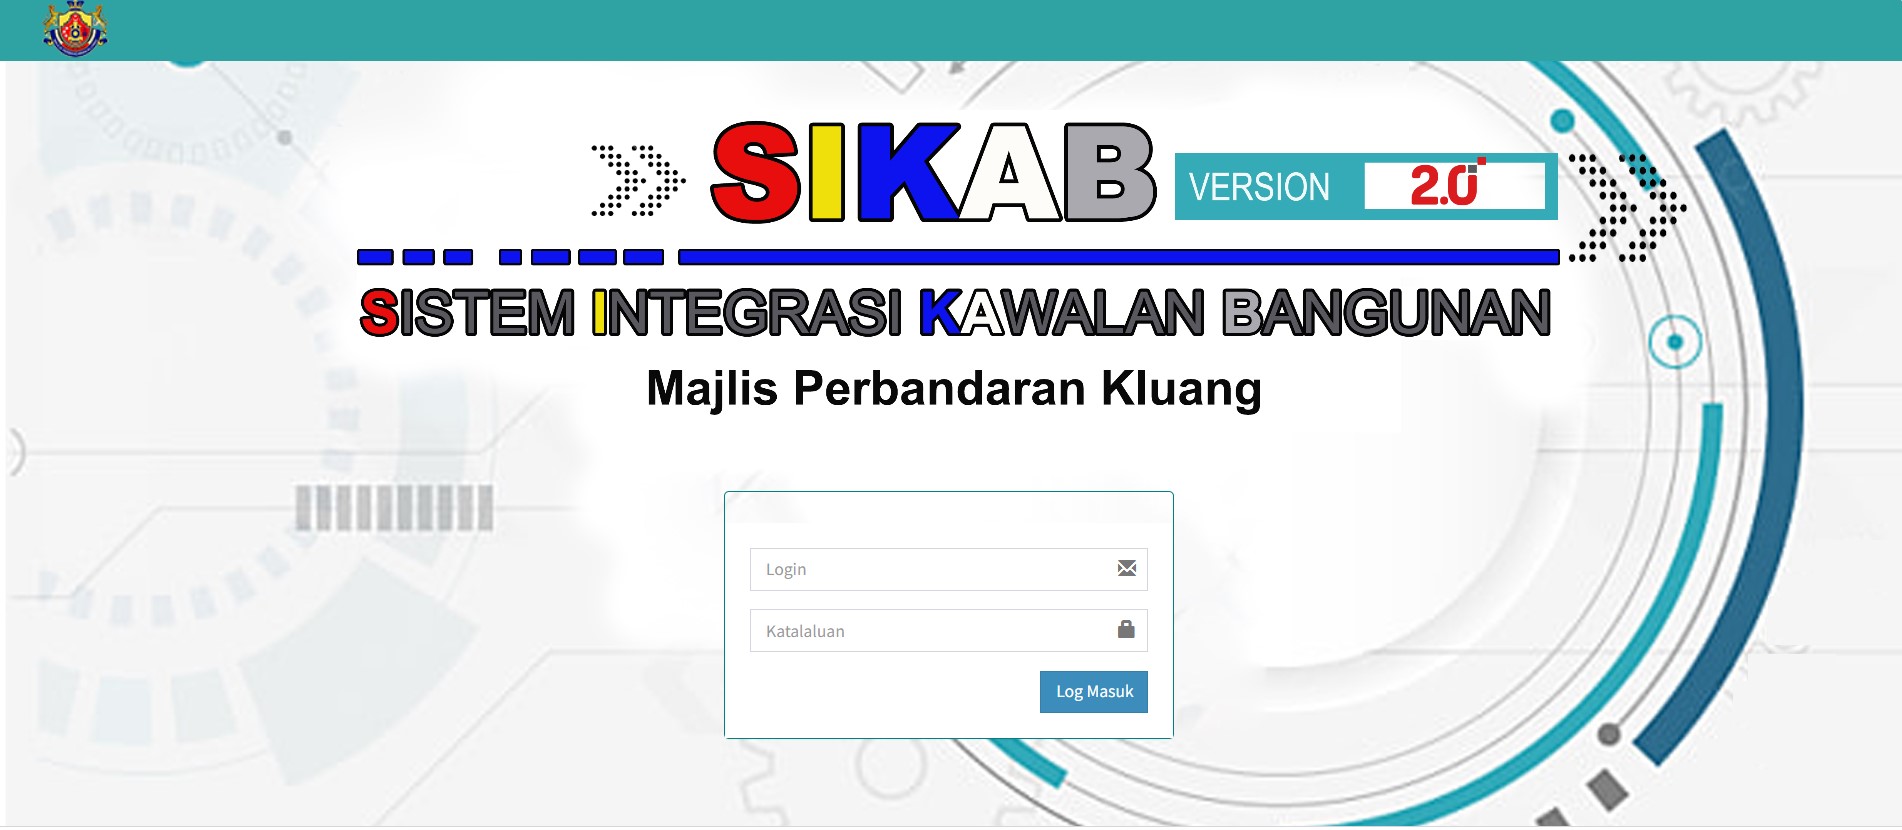 SIKAB VERSION 2.0
SISTEM INTEGRASI KAWALAN BANGUNAN
Majlis Perbandaran Kluang
Login
Katalaluan
Log Masuk